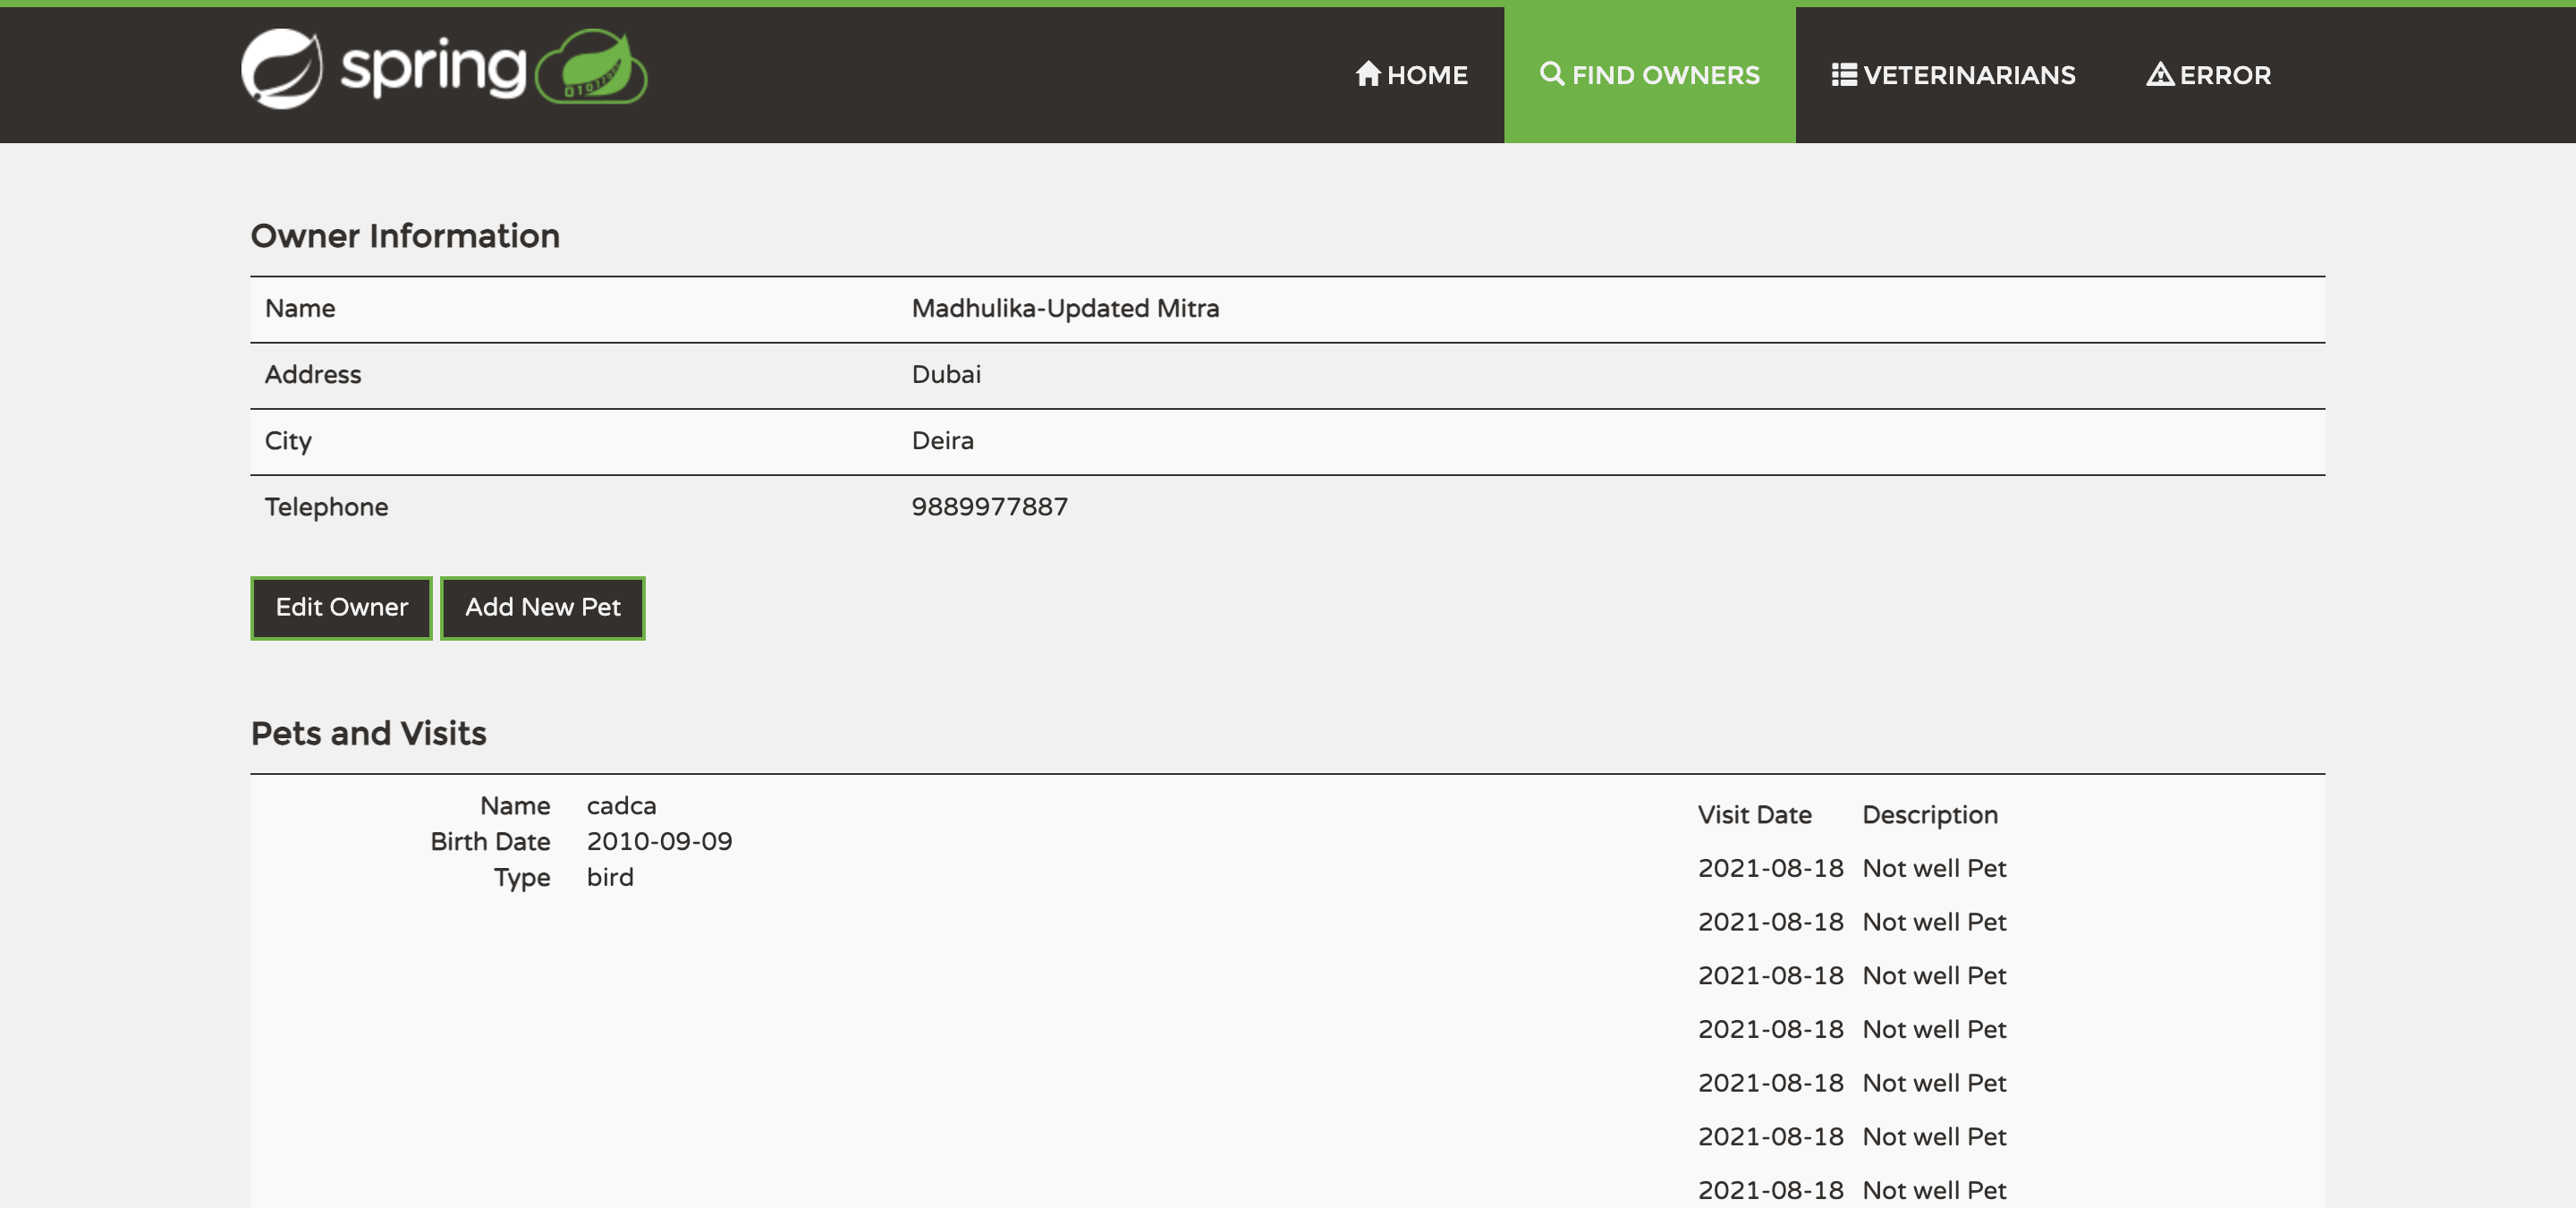 spring
HOME
FIND OWNERS
VETERINARIANS
ERROR
Owner Information
Name Madhulika-Updated Mitra
Address Dubai
City Deira
Telephone 9889977887
Edit Owner
Add New Pet
Pets and Visits
Name cadca
Birth Date 2010-09-09
Type bird
Visit Date Description
2021-08-18 Not well Pet
2021-08-18 Not well Pet
2021-08-18 Not well Pet
2021-08-18 Not well Pet
2021-08-18 Not well Pet
2021-08-18 Not well Pet
2021-08-18 Not well Pet